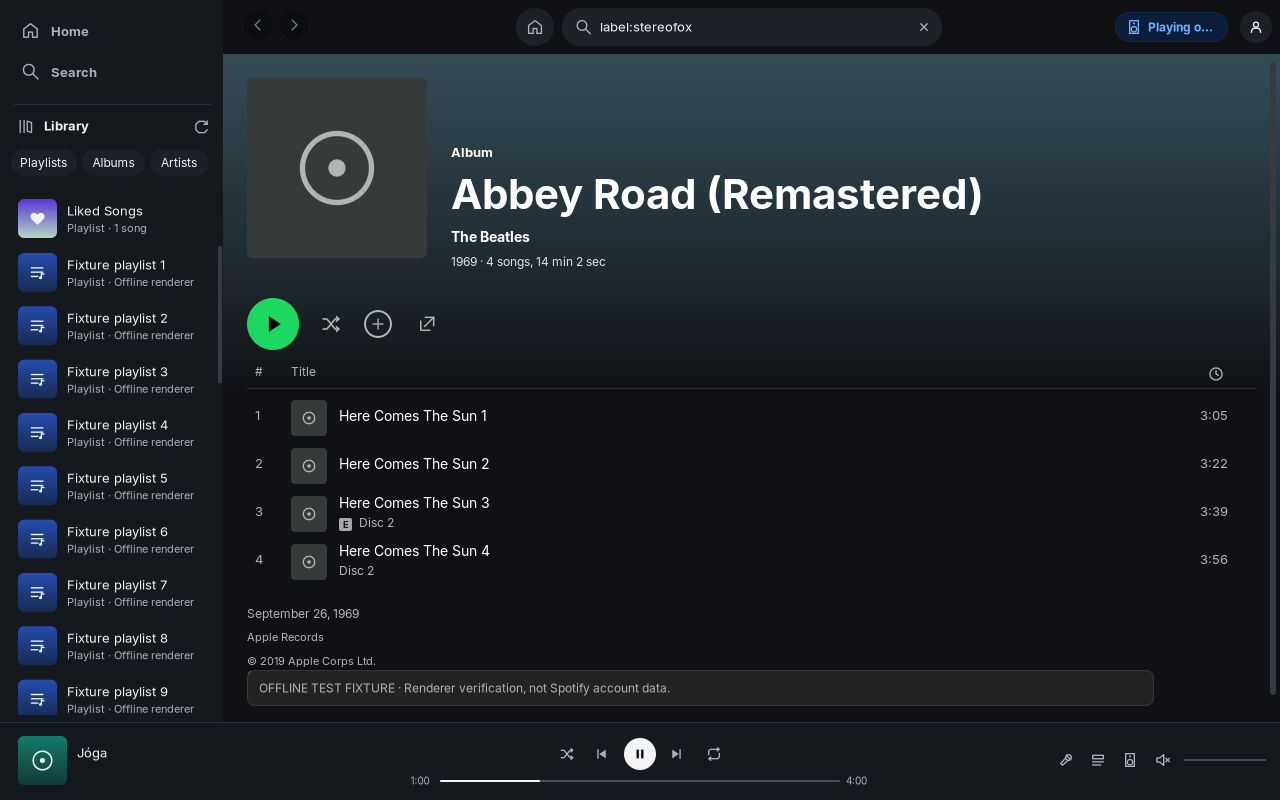 Home
Search
Library
Playlists
Albums
Artists
Liked Songs
Playlist · 1 song
Fixture playlist 1
Playlist · Offline renderer
Fixture playlist 2
Playlist · Offline renderer
Fixture playlist 3
Playlist · Offline renderer
Fixture playlist 4
Playlist · Offline renderer
Fixture playlist 5
Playlist · Offline renderer
Fixture playlist 6
Playlist · Offline renderer
Fixture playlist 7
Playlist · Offline renderer
Fixture playlist 8
Playlist · Offline renderer
Fixture playlist 9
Playlist · Offline renderer
label:stereofox
Playing o...
Album
Abbey Road (Remastered)
The Beatles
1969 · 4 songs, 14 min 2 sec
# Title
1 Here Comes The Sun 1 3:05
2 Here Comes The Sun 2 3:22
3 Here Comes The Sun 3 3:39
E Disc 2
4 Here Comes The Sun 4 3:56
Disc 2
September 26, 1969
Apple Records
© 2019 Apple Corps Ltd.
OFFLINE TEST FIXTURE · Renderer verification, not Spotify account data.
Jóga
1:00 4:00